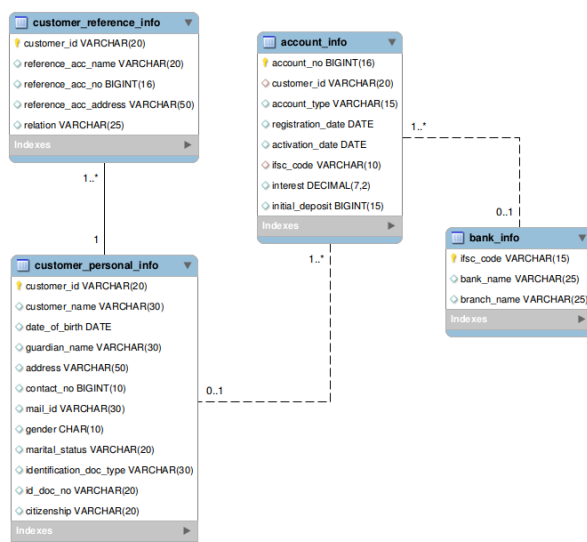 customer_reference_info
customer_id VARCHAR(20)
reference_acc_name VARCHAR(20)
reference_acc_no BIGINT(16)
reference_acc_address VARCHAR(50)
relation VARCHAR(25)
Indexes
account_info
account_no BIGINT(16)
customer_id VARCHAR(20)
account_type VARCHAR(15)
registration_date DATE
activation_date DATE
ifsc_code VARCHAR(10)
interest DECIMAL(7,2)
initial_deposit BIGINT(15)
Indexes
1..*
0..1
bank_info
ifsc_code VARCHAR(15)
bank_name VARCHAR(25)
branch_name VARCHAR(25)
Indexes
1..*
1
1..*
0..1
customer_personal_info
customer_id VARCHAR(20)
customer_name VARCHAR(30)
date_of_birth DATE
guardian_name VARCHAR(30)
address VARCHAR(50)
contact_no BIGINT(10)
mail_id VARCHAR(30)
gender CHAR(10)
marital_status VARCHAR(20)
identification_doc_type VARCHAR(30)
id_doc_no VARCHAR(20)
citizenship VARCHAR(20)
Indexes